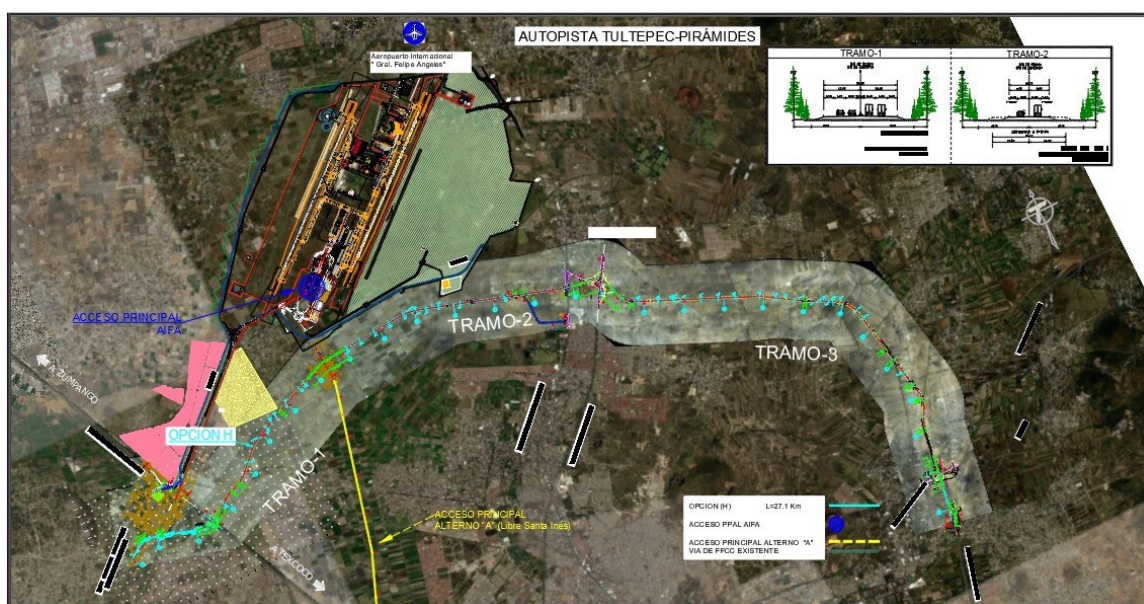 AUTOPISTA TULTEPEC-PIRÁMIDES
Aeropuerto Internacional
" Gral. Felipe Angeles"
TRAMO-1
TRAMO-2
ACCESO PRINCIPAL
AIFA
TRAMO-2
TRAMO-3
A ZUMPANGO
OPCION H
TRAMO-1
A TEXCOCO
ACCESO PRINCIPAL
ALTERNO "A" (Libre Santa Inés)
OPCION (H) L=27.1 Km
ACCESO PPAL AIFA
ACCESO PRINCIPAL ALTERNO "A"
VIA DE FFCC EXISTENTE